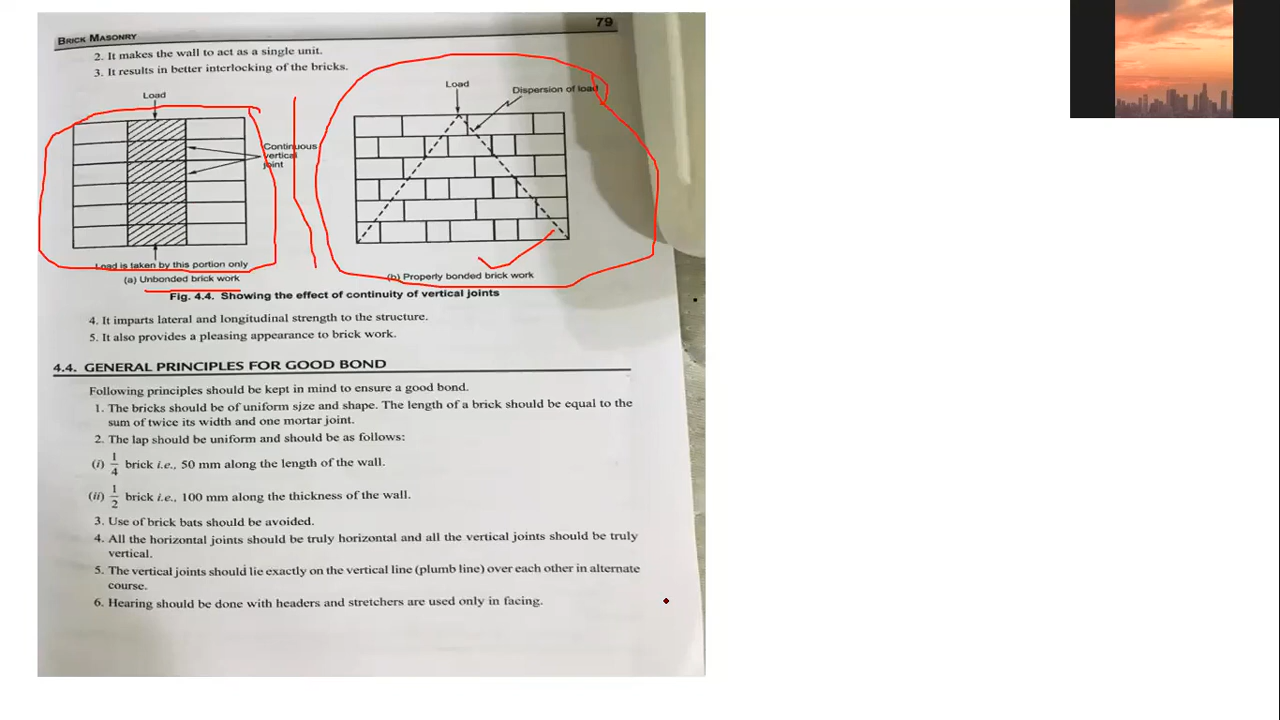 79
BRICK MASONRY
2. It makes the wall to act as a single unit.
3. It results in better interlocking of the bricks.
Load
Continuous
vertical
joint
Load is taken by this portion only
(a) Unbonded brick work
Load
Dispersion of load
(b) Property bonded brick work
Fig. 4.4. Showing the effect of continuity of vertical joints
4. It imparts lateral and longitudinal strength to the structure.
5. It also provides a pleasing appearance to brick work.
4.4. GENERAL PRINCIPLES FOR GOOD BOND
Following principles should be kept in mind to ensure a good bond.
1. The bricks should be of uniform size and shape. The length of a brick should be equal to the
sum of twice its width and one mortar joint.
2. The lap should be uniform and should be as follows:
(i) 1/4 brick i.e., 50 mm along the length of the wall.
(ii) 1/2 brick i.e., 100 mm along the thickness of the wall.
3. Use of brick bats should be avoided.
4. All the horizontal joints should be truly horizontal and all the vertical joints should be truly
vertical.
5. The vertical joints should lie exactly on the vertical line (plumb line) over each other in alternate
course.
6. Hearing should be done with headers and stretchers are used only in facing.